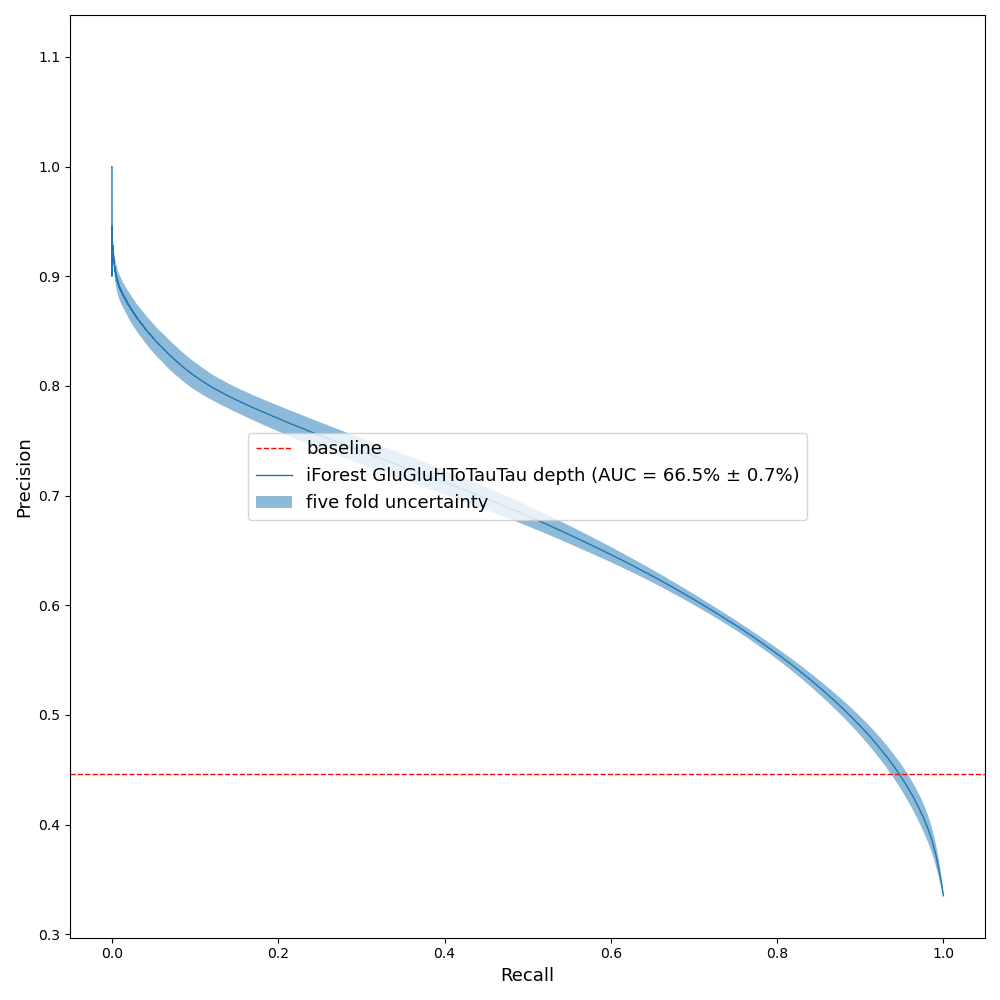 1.1
1.0
0.9
0.8
0.7
0.6
0.5
0.4
0.3
Precision
baseline
iForest GluGluHToTauTau depth (AUC = 66.5% ± 0.7%)
five fold uncertainty
0.0 0.2 0.4 0.6 0.8 1.0
Recall